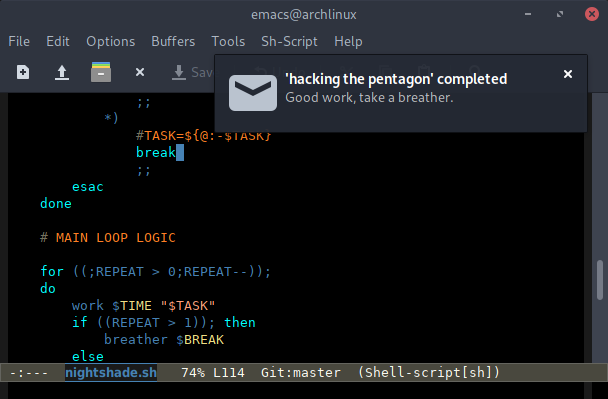 emacs@archlinux
File Edit Options Buffers Tools Sh-Script Help
Sav
'hacking the pentagon' completed
Good work, take a breather.
;;
*)
#TASK=${@:-$TASK}
break
;;
esac
done
# MAIN LOOP LOGIC
for ((;REPEAT > 0;REPEAT--));
do
work $TIME "$TASK"
if ((REPEAT > 1)); then
breather $BREAK
else
-:--- nightshade.sh 74% L114 Git:master (Shell-script[sh])